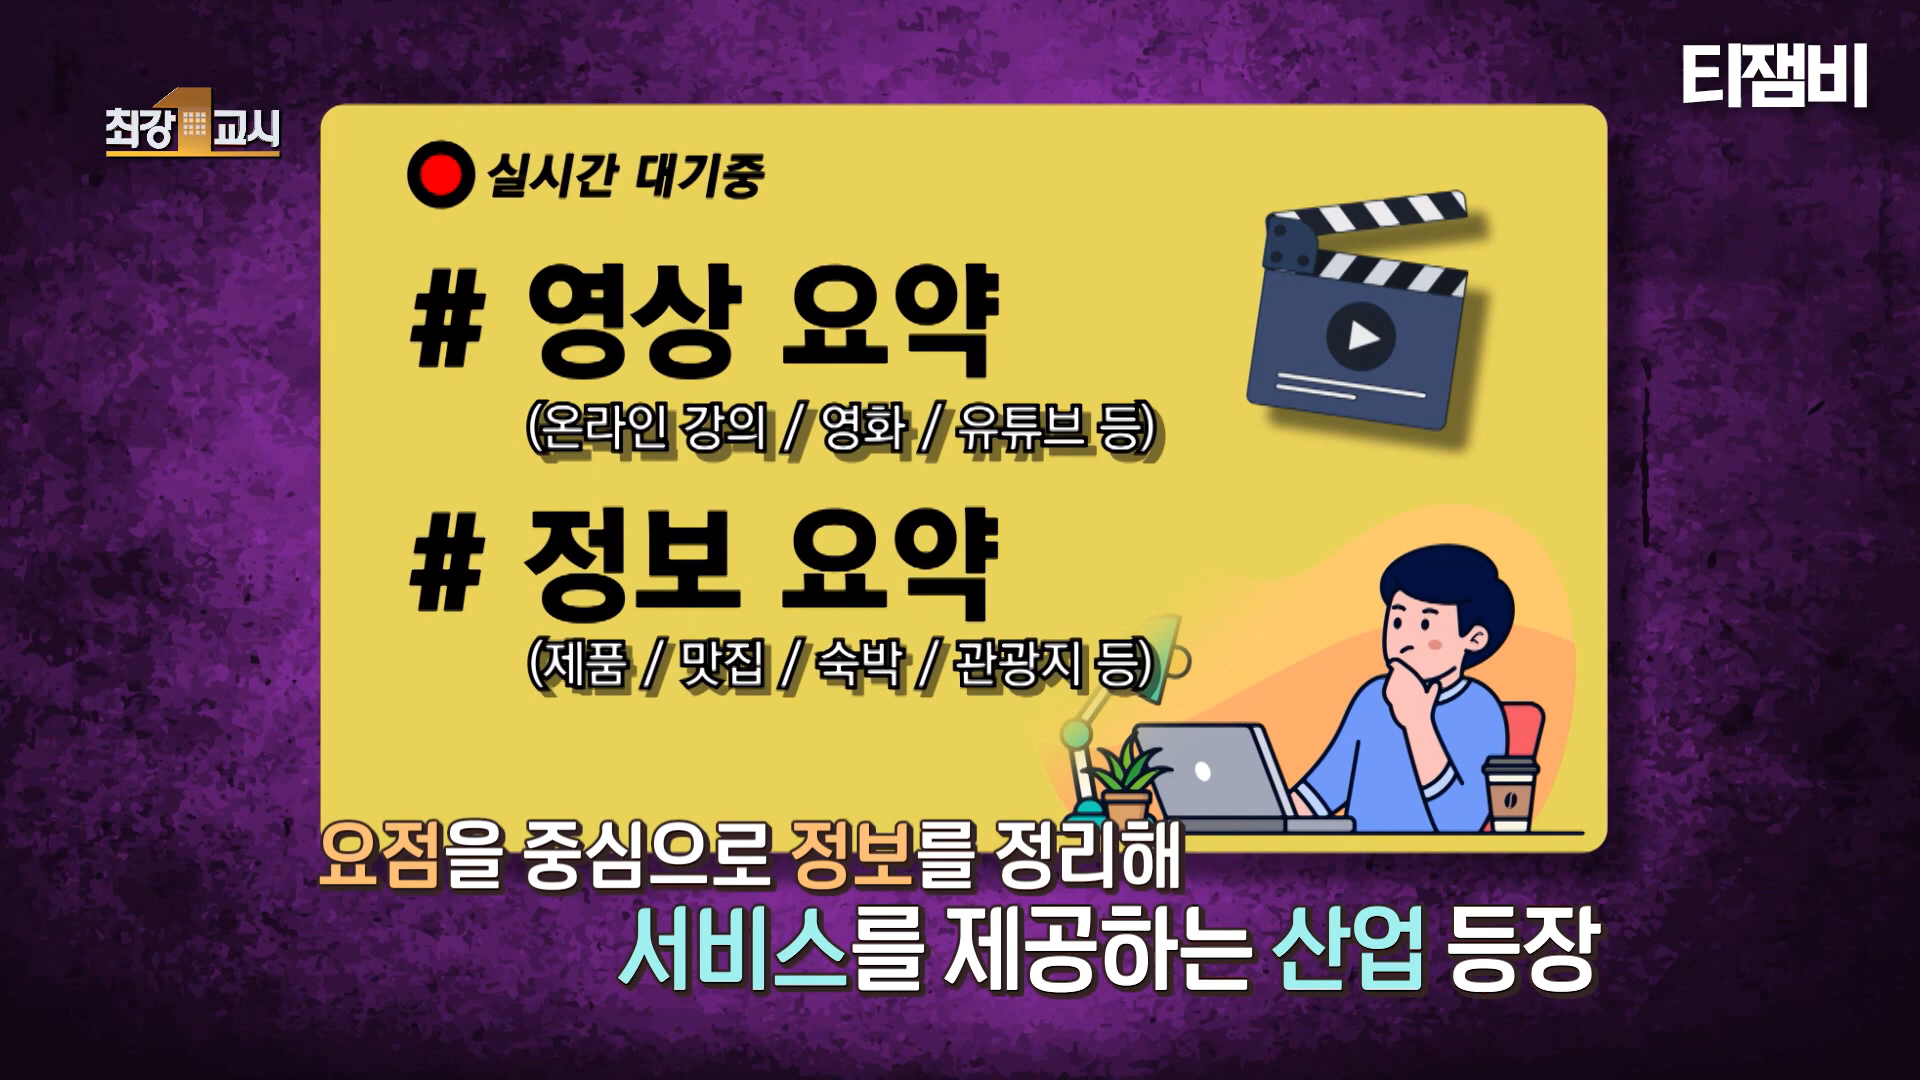 티잼비
최강1교시
실시간 대기중
# 영상 요약
(온라인 강의 / 영화 / 유튜브 등)
# 정보 요약
(제품 / 맛집 / 숙박 / 관광지 등)
요점을 중심으로 정보를 정리해
서비스를 제공하는 산업 등장